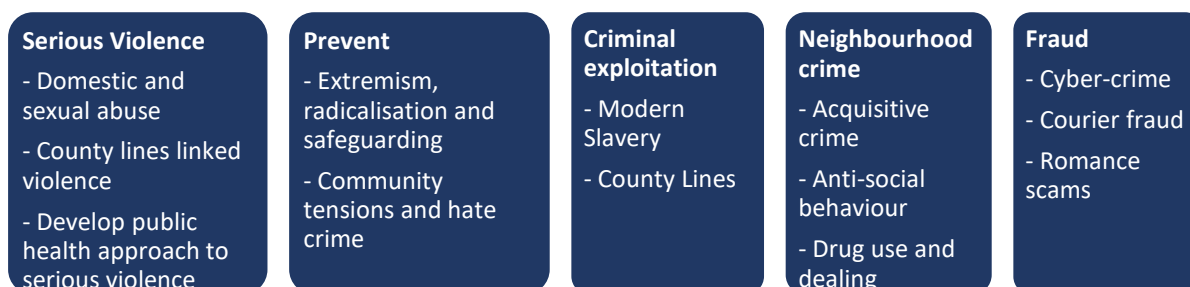 Serious Violence
- Domestic and
sexual abuse
- County lines linked
violence
- Develop public
health approach to
serious violence
Prevent
- Extremism,
radicalisation and
safeguarding
- Community
tensions and hate
crime
Criminal
exploitation
- Modern
Slavery
- County Lines
Neighbourhood
crime
- Acquisitive
crime
- Anti-social
behaviour
- Drug use and
dealing
Fraud
- Cyber-crime
- Courier fraud
- Romance
scams